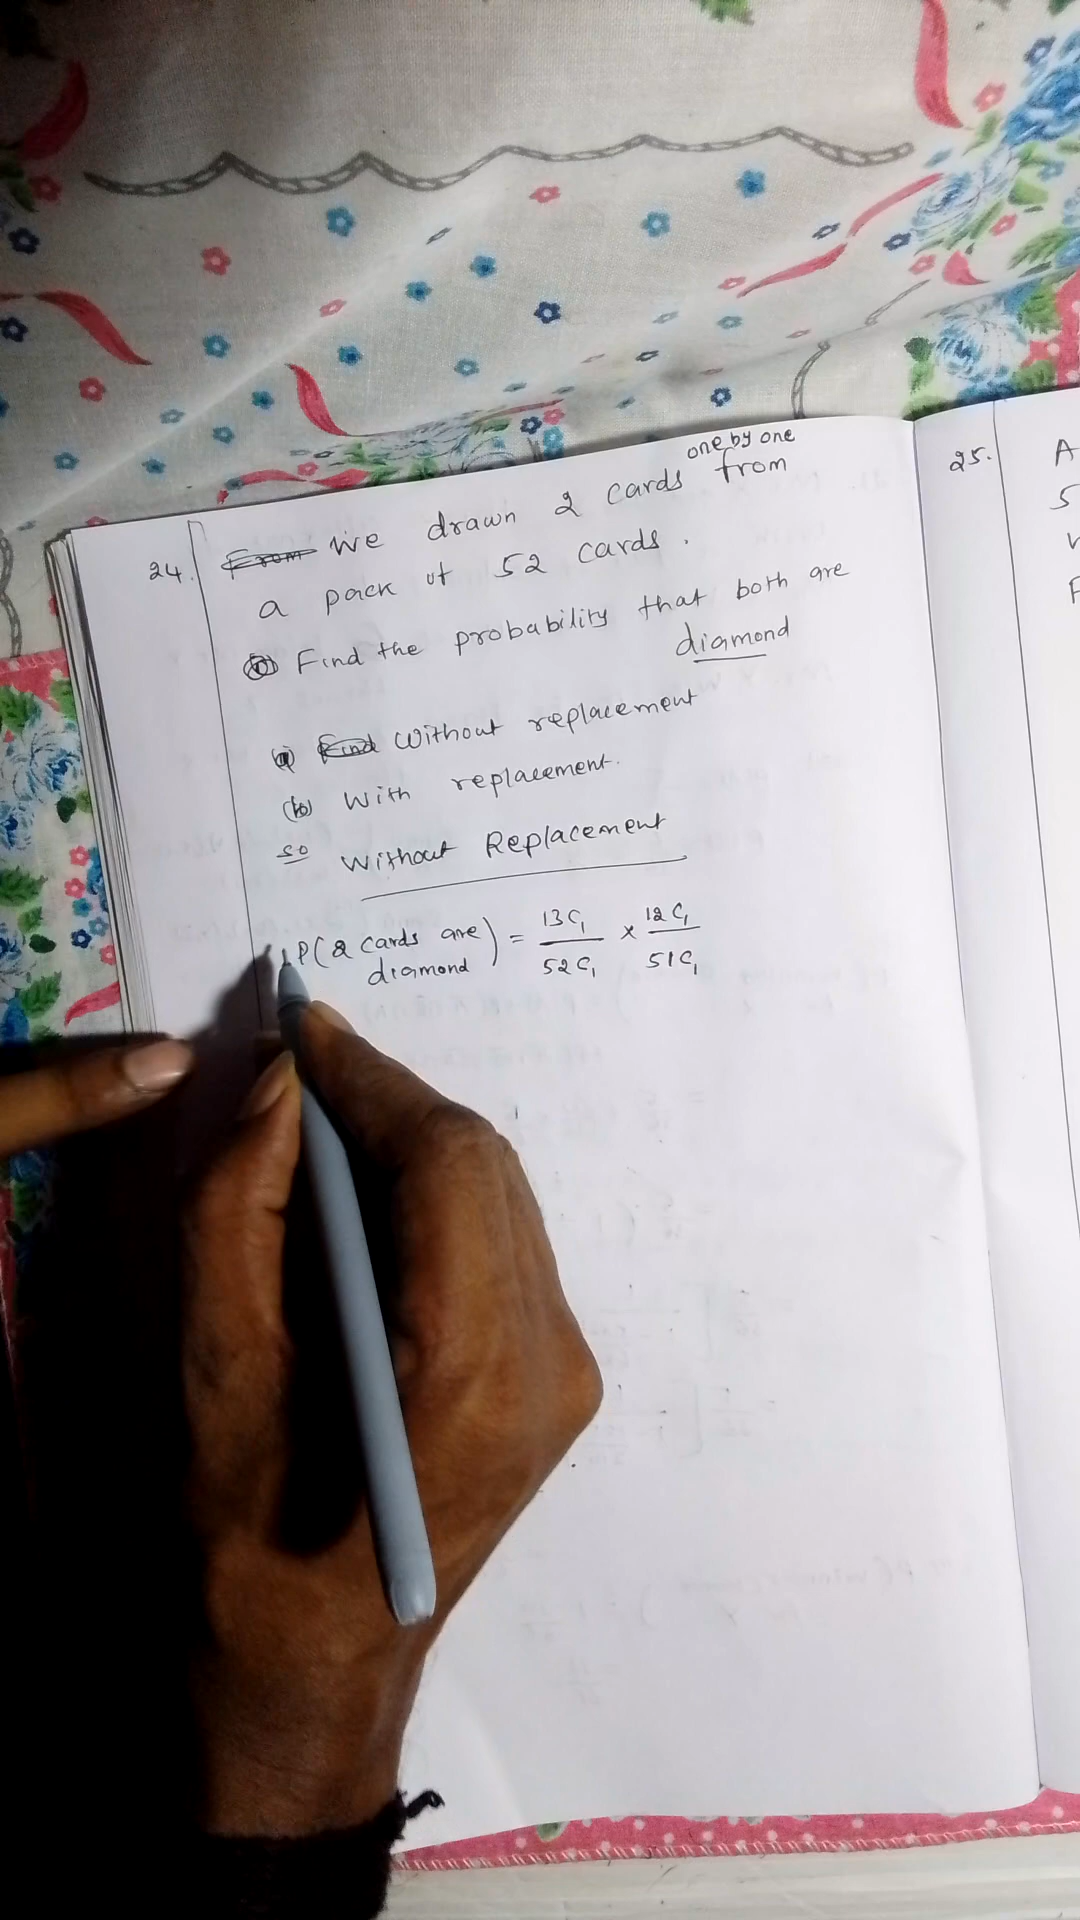 24. We drawn 2 cards one by one from
a pack of 52 cards.
Find the probability that both are
diamond
(a) Without replacement
(b) With replacement.
so Without Replacement
P(2 cards are diamond) = 13C1/52C1 × 12C1/51C1
25. A
5